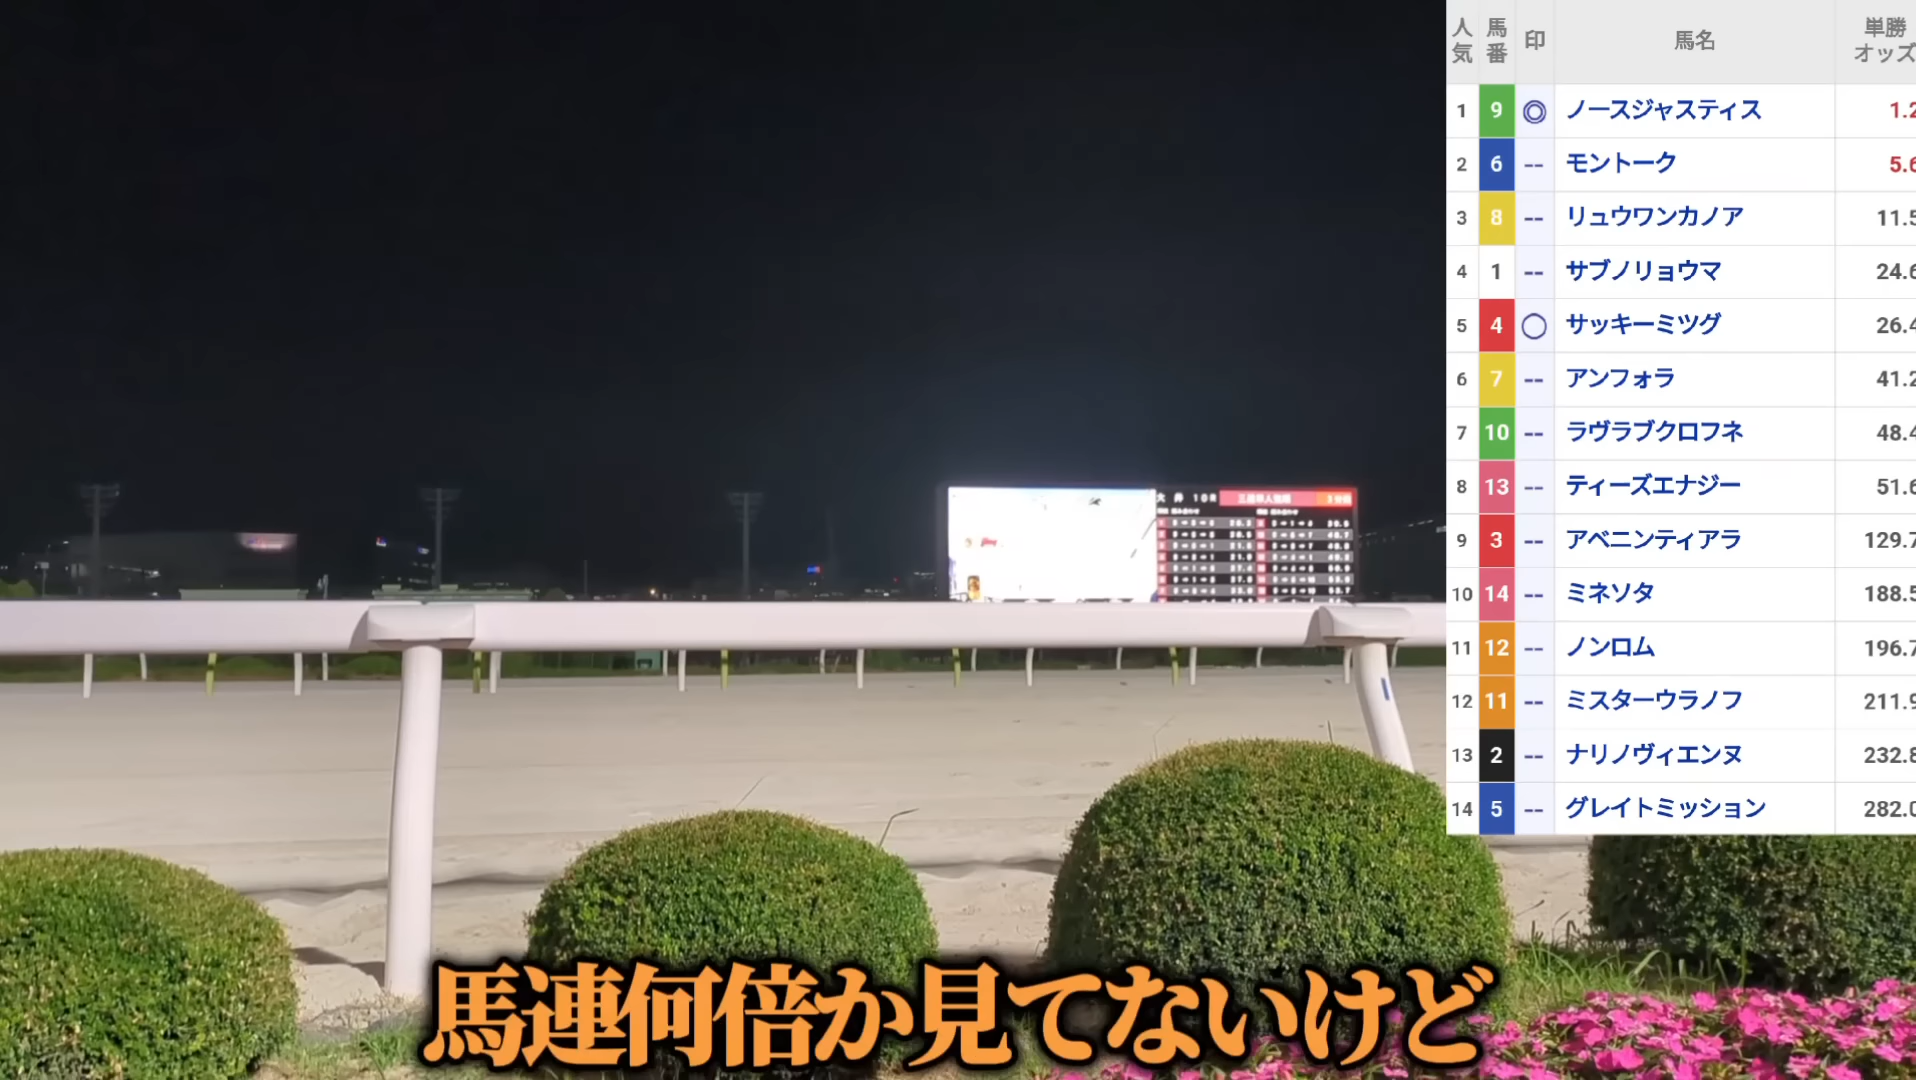 人気 馬番 印 馬名 単勝オッズ
1 9 ◎ ノースジャスティス 1.2
2 6 -- モントーク 5.6
3 8 -- リュウワンカノア 11.5
4 1 -- サブノリョウマ 24.6
5 4 ○ サッキーミツグ 26.4
6 7 -- アンフォラ 41.2
7 10 -- ラヴラブクロフネ 48.4
8 13 -- ティーズエナジー 51.6
9 3 -- アベニンティアラ 129.7
10 14 -- ミネソタ 188.5
11 12 -- ノンロム 196.7
12 11 -- ミスターウラノフ 211.9
13 2 -- ナリノヴィエンヌ 232.8
14 5 -- グレイトミッション 282.0
大井 10R
馬連何倍か見てないけど